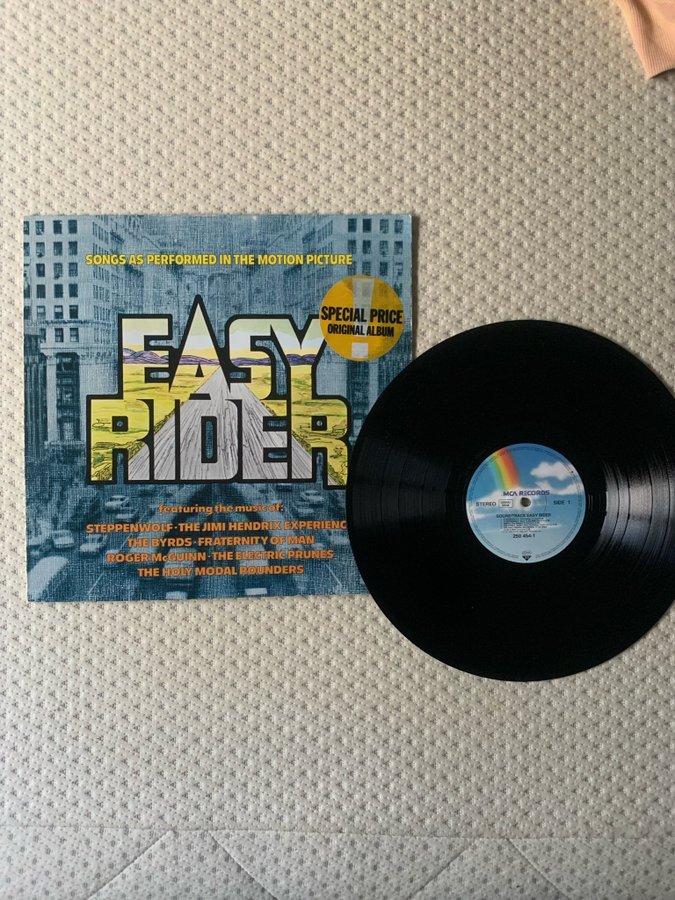 SONGS AS PERFORMED IN THE MOTION PICTURE
SPECIAL PRICE
ORIGINAL ALBUM
EASY
RIDER
featuring the music of:
STEPPENWOLF · THE JIMI HENDRIX EXPERIENC
THE BYRDS · FRATERNITY OF MAN
ROGER McGUINN · THE ELECTRIC PRUNES
THE HOLY MODAL ROUNDERS
MCA RECORDS
STEREO
SIDE 1
SOUNDTRACK EASY RIDER
250 454-1